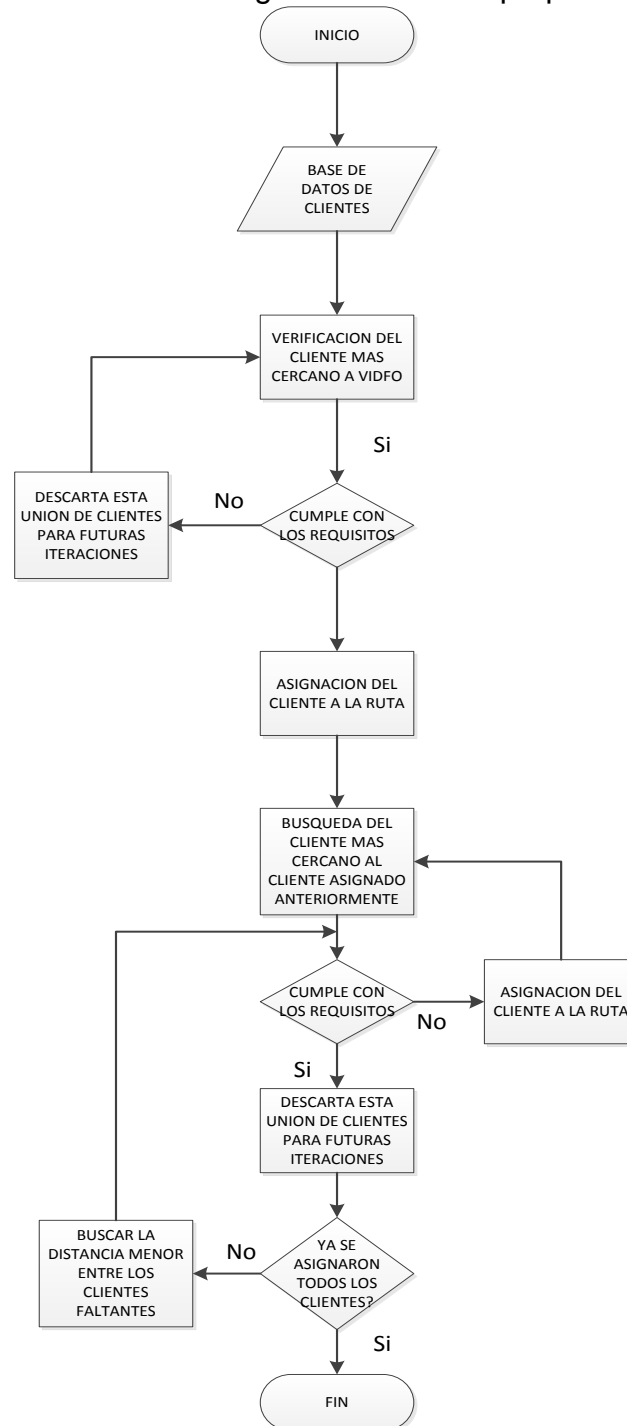 INICIO
BASE DE
DATOS DE
CLIENTES
VERIFICACION DEL
CLIENTE MAS
CERCANO A VIDFO
Si
DESCARTA ESTA
UNION DE CLIENTES
PARA FUTURAS
ITERACIONES
No
CUMPLE CON
LOS REQUISITOS
ASIGNACION DEL
CLIENTE A LA RUTA
BUSQUEDA DEL
CLIENTE MAS
CERCANO AL
CLIENTE ASIGNADO
ANTERIORMENTE
CUMPLE CON
LOS REQUISITOS
No
ASIGNACION DEL
CLIENTE A LA RUTA
Si
DESCARTA ESTA
UNION DE CLIENTES
PARA FUTURAS
ITERACIONES
BUSCAR LA
DISTANCIA MENOR
ENTRE LOS
CLIENTES
FALTANTES
No
YA SE
ASIGNARON
TODOS LOS
CLIENTES?
Si
FIN